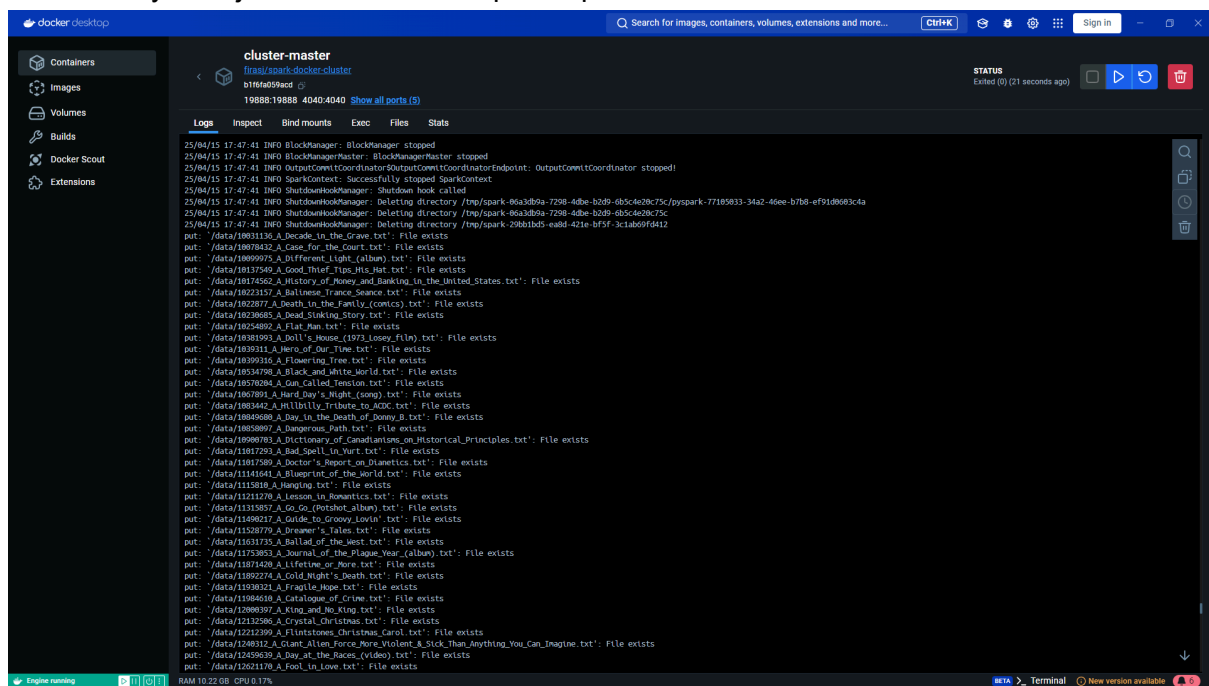 docker desktop
Search for images, containers, volumes, extensions and more...
Ctrl+K
Sign in
Containers
Images
Volumes
Builds
Docker Scout
Extensions
cluster-master
firasj/spark-docker-cluster
b1f6fa059acd
19888:19888 4040:4040 Show all ports (5)
STATUS
Exited (0) (21 seconds ago)
Logs Inspect Bind mounts Exec Files Stats
25/04/15 17:47:41 INFO BlockManager: BlockManager stopped
25/04/15 17:47:41 INFO BlockManagerMaster: BlockManagerMaster stopped
25/04/15 17:47:41 INFO OutputCommitCoordinator$OutputCommitCoordinatorEndpoint: OutputCommitCoordinator stopped!
25/04/15 17:47:41 INFO SparkContext: Successfully stopped SparkContext
25/04/15 17:47:41 INFO ShutdownHookManager: Shutdown hook called
25/04/15 17:47:41 INFO ShutdownHookManager: Deleting directory /tmp/spark-06a3db9a-7298-4dbe-b2d9-6b5c4e20c75c/pyspark-77105033-34a2-46ee-b7b8-ef91d0603c4a
25/04/15 17:47:41 INFO ShutdownHookManager: Deleting directory /tmp/spark-06a3db9a-7298-4dbe-b2d9-6b5c4e20c75c
25/04/15 17:47:41 INFO ShutdownHookManager: Deleting directory /tmp/spark-29bb1bd5-ea8d-421e-bf5f-3c1ab69fd412
put: `/data/10031136_A_Decade_in_the_Grave.txt': File exists
put: `/data/10078432_A_Case_for_the_Court.txt': File exists
put: `/data/10099975_A_Different_Light_(album).txt': File exists
put: `/data/10137549_A_Good_Thief_Tips_His_Hat.txt': File exists
put: `/data/10174562_A_History_of_Money_and_Banking_in_the_United_States.txt': File exists
put: `/data/10223157_A_Balinese_Trance_Seance.txt': File exists
put: `/data/1022877_A_Death_in_the_Family_(comics).txt': File exists
put: `/data/10230685_A_Dead_Sinking_Story.txt': File exists
put: `/data/10254892_A_Flat_Man.txt': File exists
put: `/data/10381993_A_Doll's_House_(1973_Losey_film).txt': File exists
put: `/data/1039311_A_Hero_of_Our_Time.txt': File exists
put: `/data/10399316_A_Flowering_Tree.txt': File exists
put: `/data/10534798_A_Black_and_White_World.txt': File exists
put: `/data/10570204_A_Gun_Called_Tension.txt': File exists
put: `/data/1067891_A_Hard_Day's_Night_(song).txt': File exists
put: `/data/1083442_A_Hillbilly_Tribute_to_ACDC.txt': File exists
put: `/data/10849680_A_Day_in_the_Death_of_Donny_B.txt': File exists
put: `/data/10858097_A_Dangerous_Path.txt': File exists
put: `/data/10900703_A_Dictionary_of_Canadianisms_on_Historical_Principles.txt': File exists
put: `/data/11017293_A_Bad_Spell_in_Yurt.txt': File exists
put: `/data/11017589_A_Doctor's_Report_on_Dianetics.txt': File exists
put: `/data/11141641_A_Blueprint_of_the_World.txt': File exists
put: `/data/1115810_A_Hanging.txt': File exists
put: `/data/11211270_A_Lesson_in_Romantics.txt': File exists
put: `/data/11315857_A_Go_Go_(Potshot_album).txt': File exists
put: `/data/11490217_A_Guide_to_Groovy_Lovin'.txt': File exists
put: `/data/11528779_A_Dreamer's_Tales.txt': File exists
put: `/data/11631735_A_Ballad_of_the_West.txt': File exists
put: `/data/11753053_A_Journal_of_the_Plague_Year_(album).txt': File exists
put: `/data/11871420_A_Lifetime_or_More.txt': File exists
put: `/data/11892274_A_Cold_Night's_Death.txt': File exists
put: `/data/11930321_A_Fragile_Hope.txt': File exists
put: `/data/11984610_A_Catalogue_of_Crime.txt': File exists
put: `/data/12000397_A_King_and_No_King.txt': File exists
put: `/data/12132506_A_Crystal_Christmas.txt': File exists
put: `/data/12212399_A_Flintstones_Christmas_Carol.txt': File exists
put: `/data/1240312_A_Giant_Alien_Force_More_Violent_&_Sick_Than_Anything_You_Can_Imagine.txt': File exists
put: `/data/12459639_A_Day_at_the_Races_(video).txt': File exists
put: `/data/12621170_A_Fool_in_Love.txt': File exists
Engine running
RAM 10.22 GB CPU 0.17%
BETA >_ Terminal
New version available
6